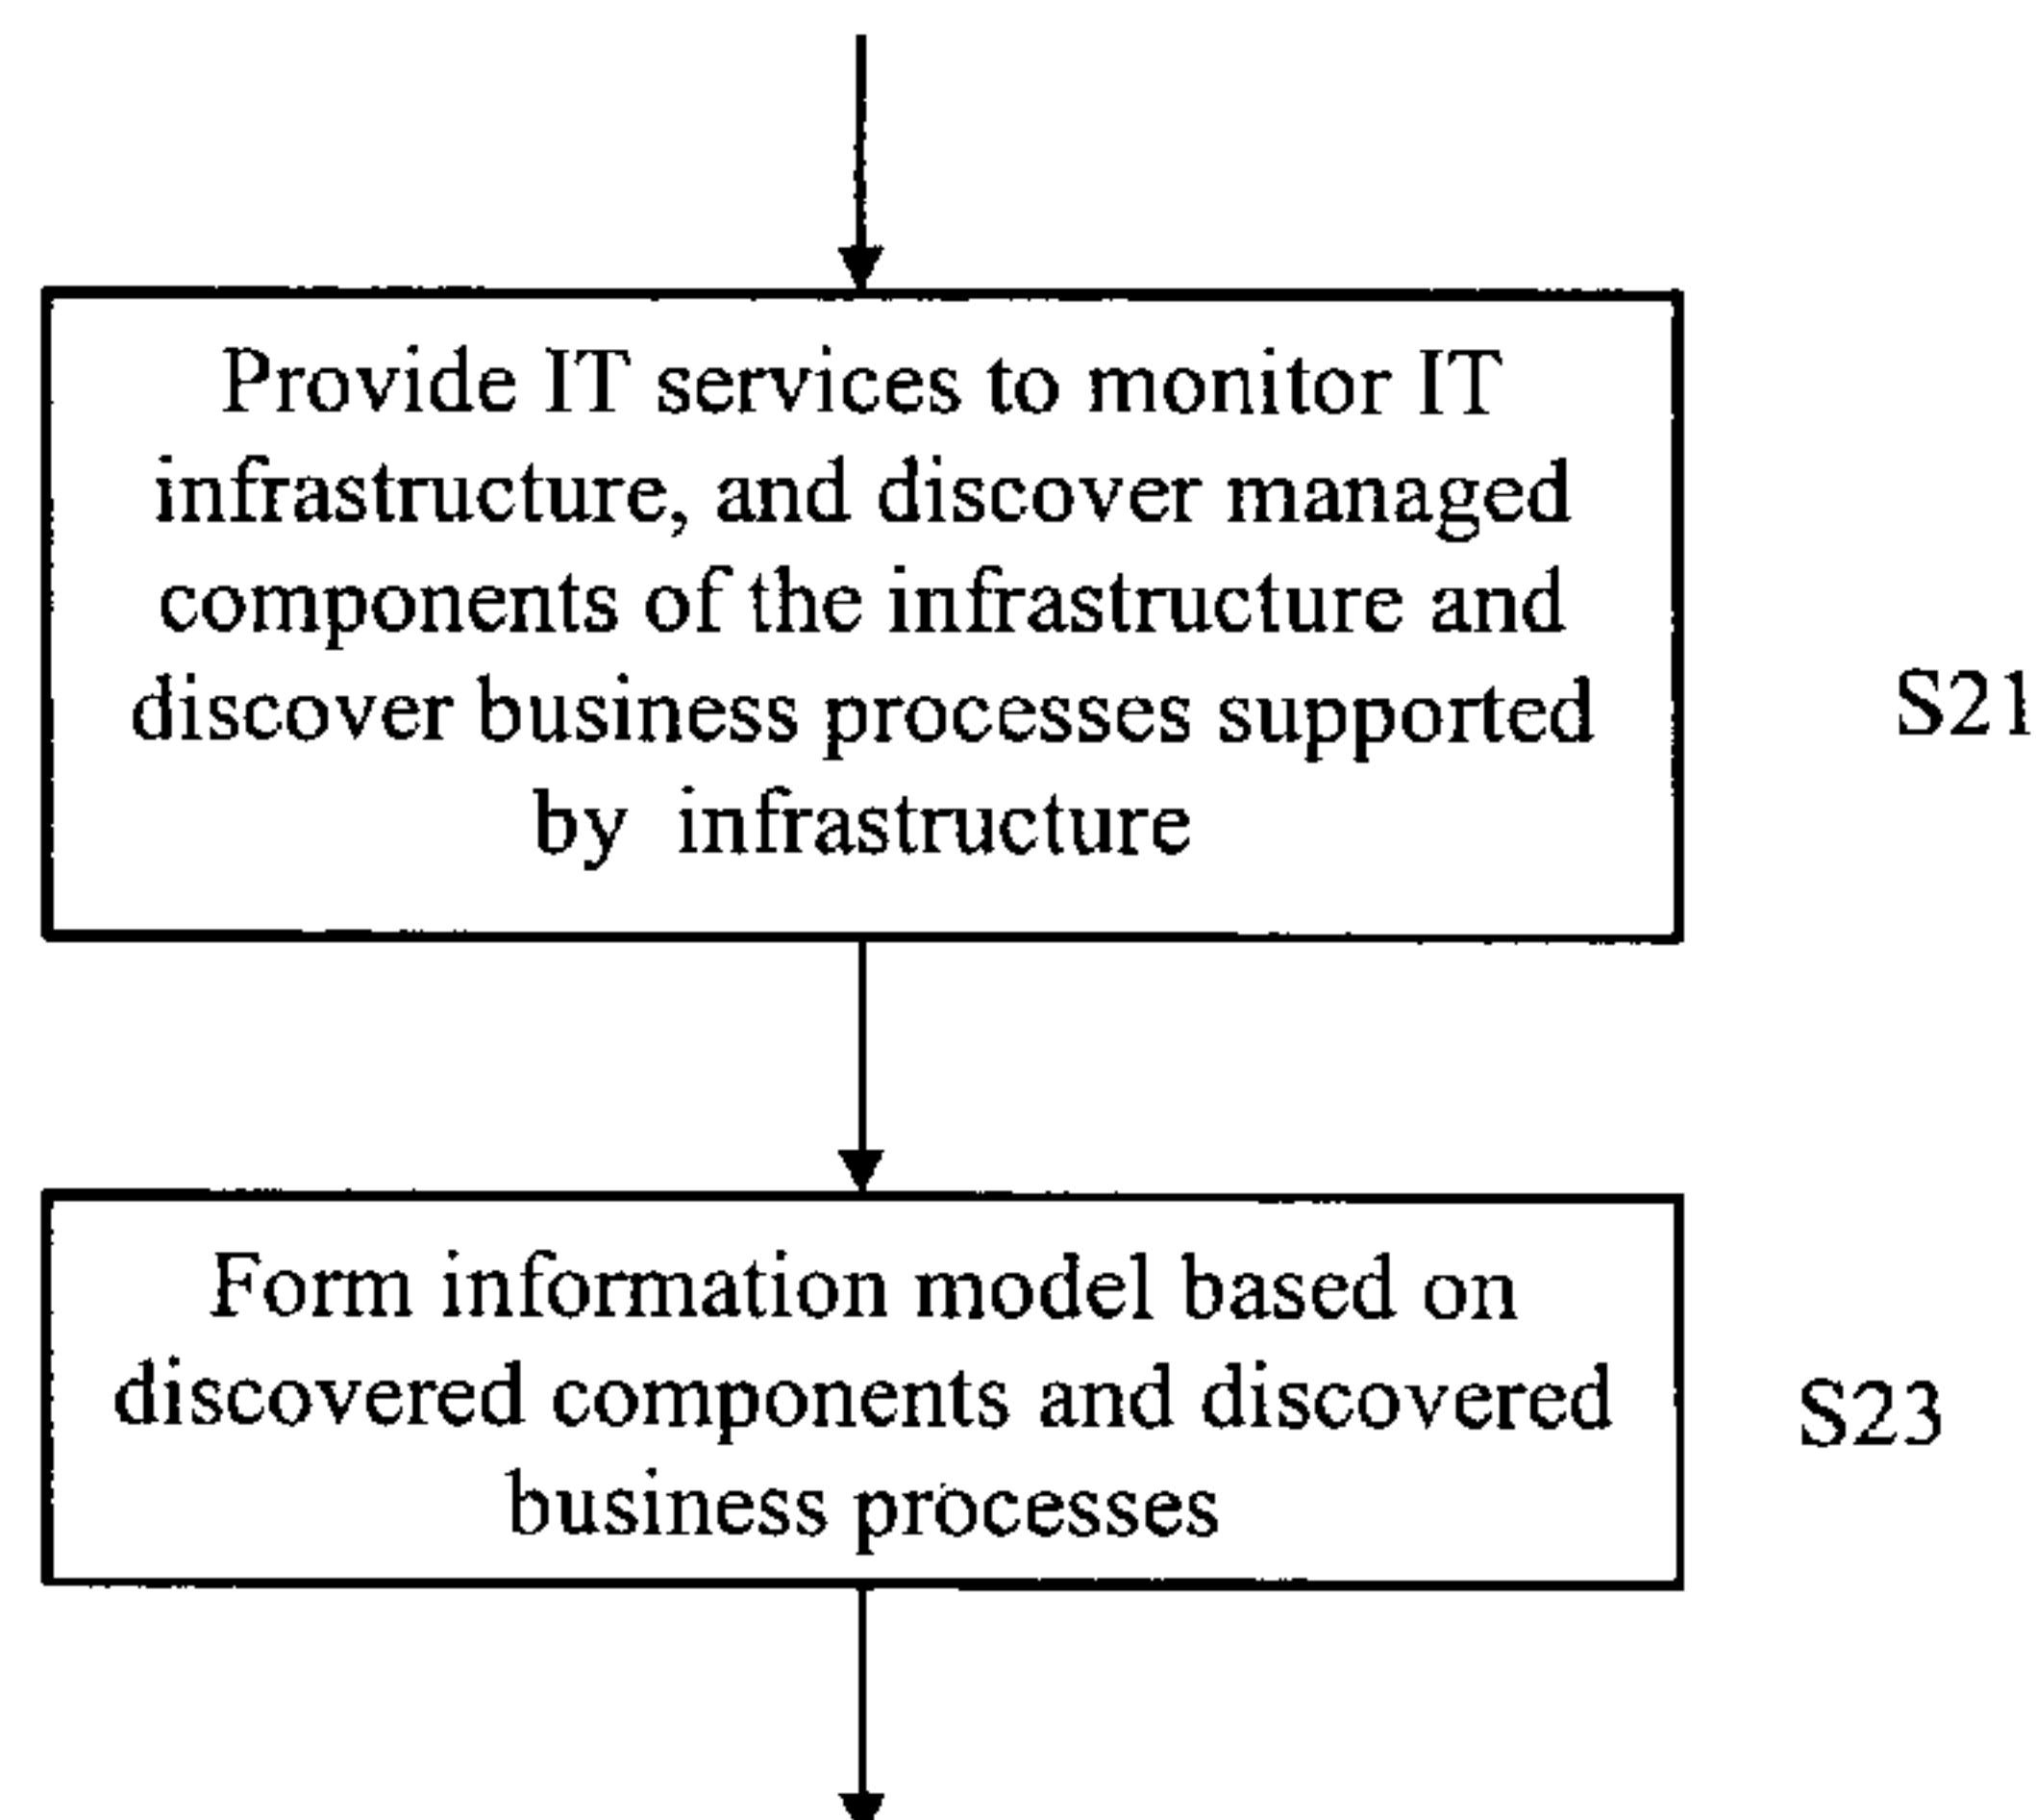 Provide IT services to monitor IT
infrastructure, and discover managed
components of the infrastructure and
discover business processes supported
by infrastructure
S21
Form information model based on
discovered components and discovered
business processes
S23